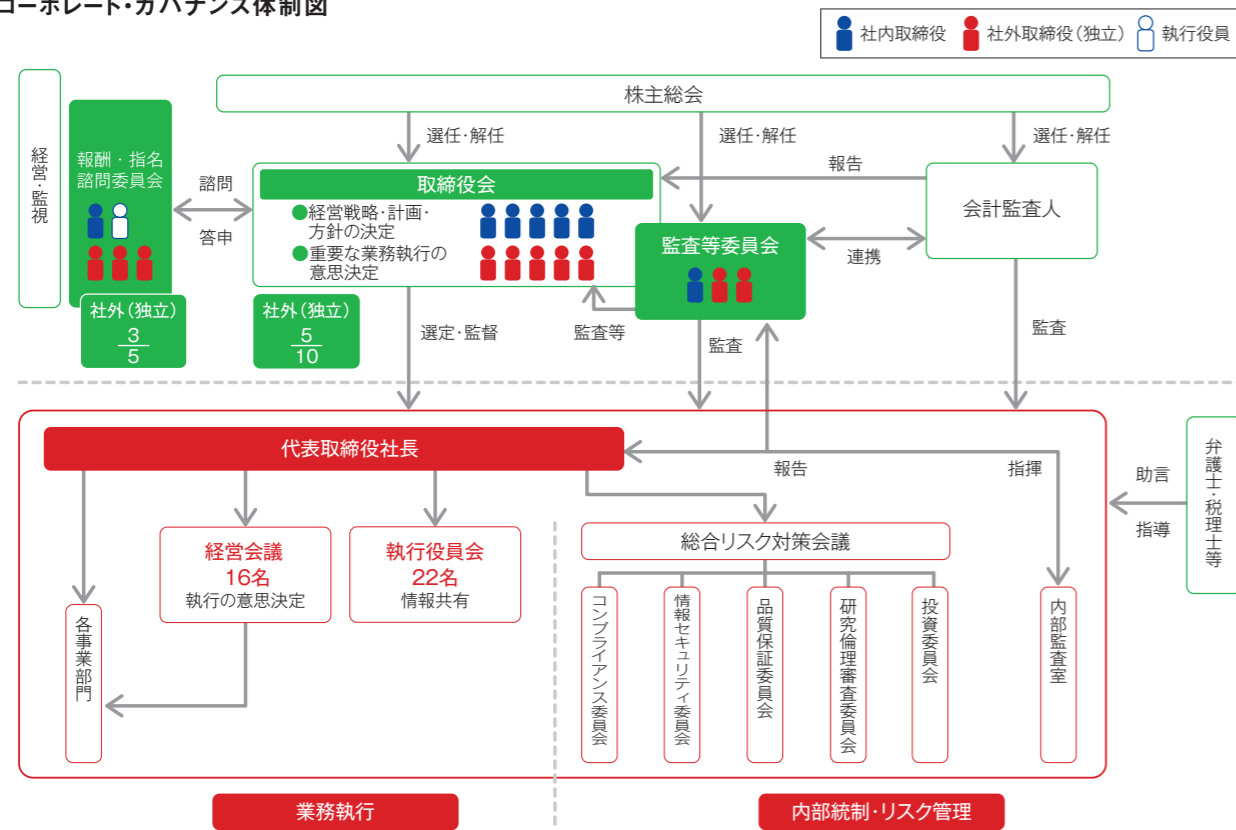 コーポレート・ガバナンス体制図
社内取締役
社外取締役(独立)
執行役員
経営・監視
株主総会
選任・解任
選任・解任
選任・解任
報酬・指名
諮問委員会
諮問
答申
取締役会
●経営戦略・計画・
方針の決定
●重要な業務執行の
意思決定
報告
監査等委員会
会計監査人
連携
社外(独立)
3
5
社外(独立)
5
10
選定・監督
監査等
監査
監査
代表取締役社長
報告
指揮
助言
指導
弁護士・税理士等
経営会議
16名
執行の意思決定
執行役員会
22名
情報共有
総合リスク対策会議
各事業部門
コンプライアンス委員会
情報セキュリティ委員会
品質保証委員会
研究倫理審査委員会
投資委員会
内部監査室
業務執行
内部統制・リスク管理